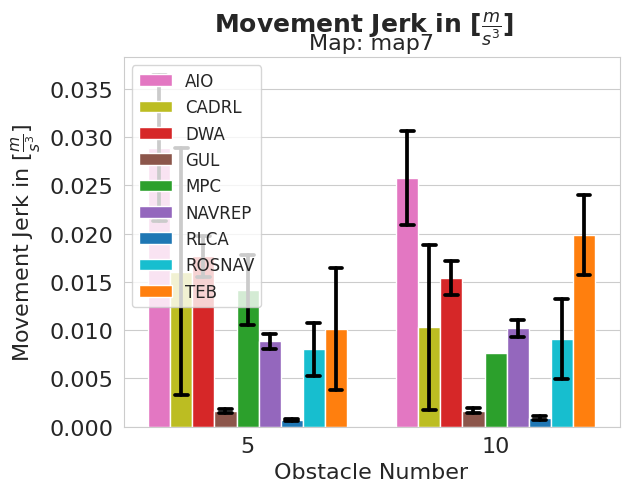 Movement Jerk in [m/s³]
Map: map7
Movement Jerk in [m/s³]
0.035
0.030
0.025
0.020
0.015
0.010
0.005
0.000
AIO
CADRL
DWA
GUL
MPC
NAVREP
RLCA
ROSNAV
TEB
5 10
Obstacle Number